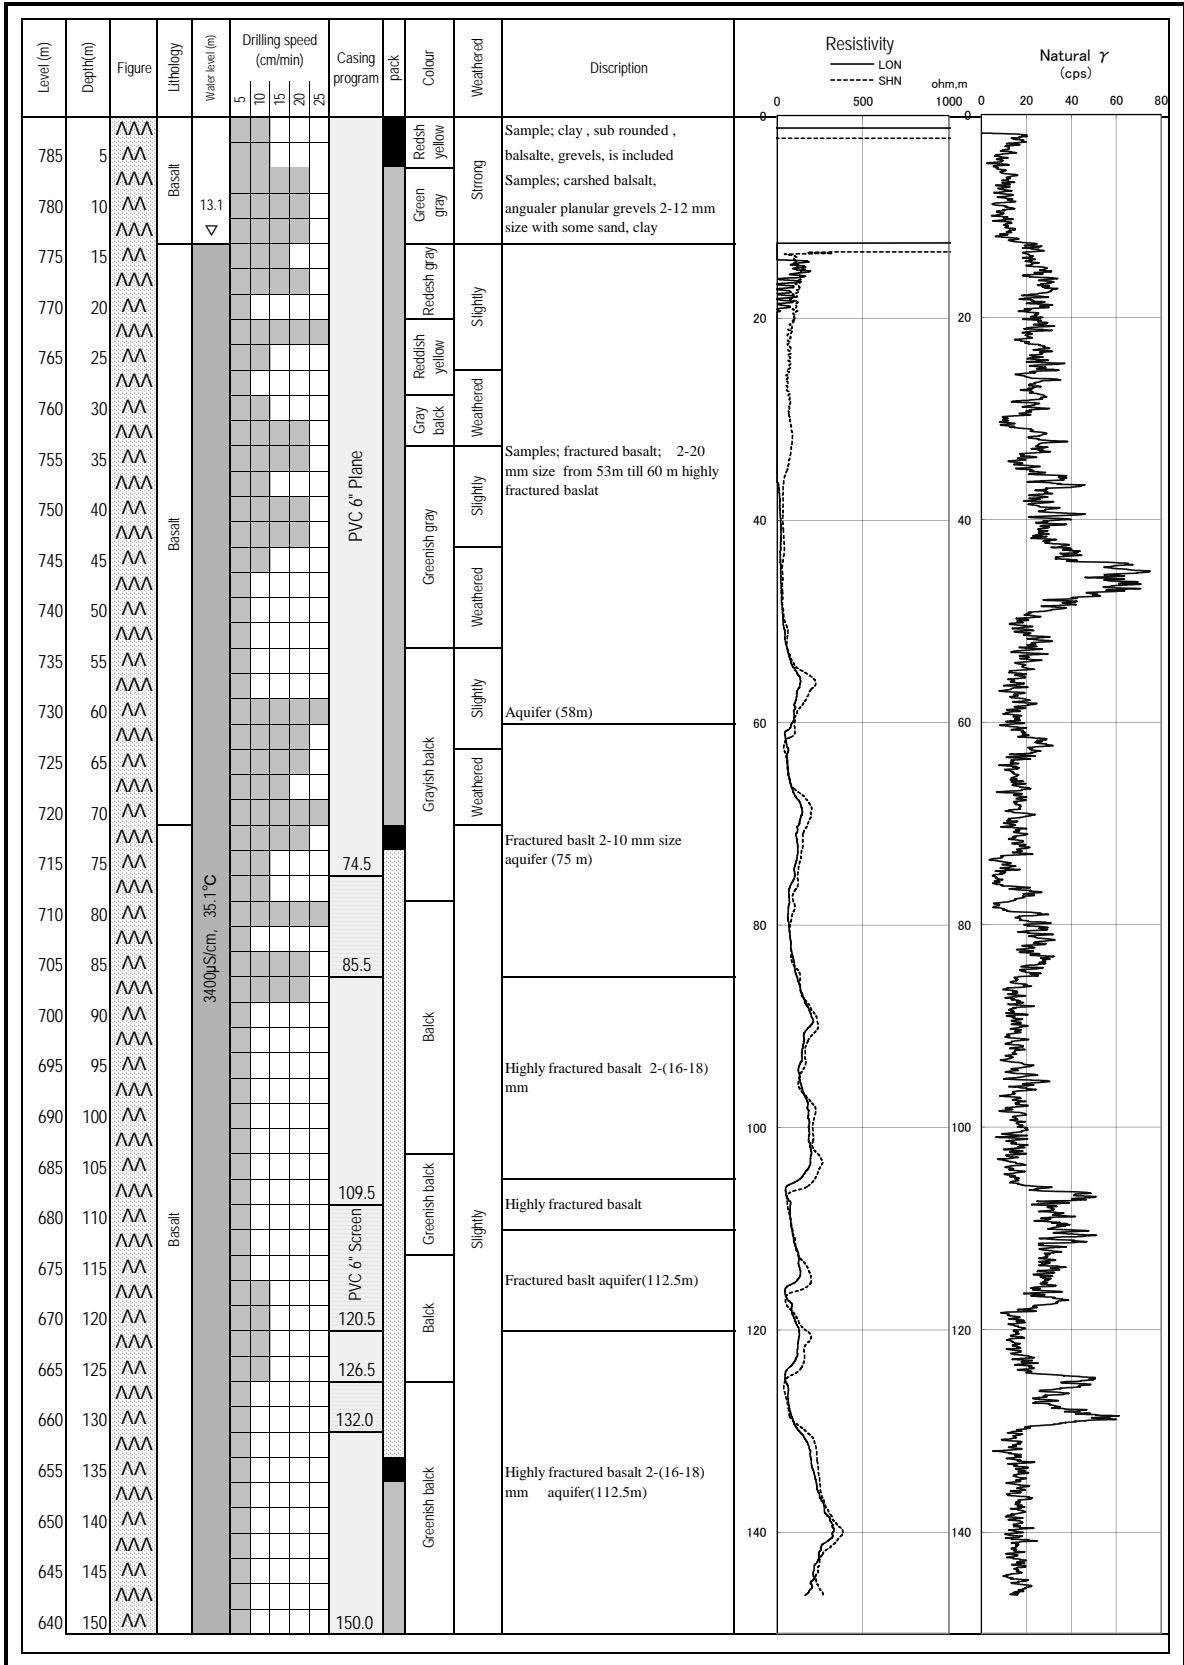 Level (m)
Depth(m)
Figure
Lithology
Water level (m)
Drilling speed
(cm/min)
5
10
15
20
25
Casing
program
pack
Colour
Weathered
Discription
Resistivity
LON
SHN
ohm,m
0
500
1000
Natural γ
(cps)
0
20
40
60
80
785
780
775
770
765
760
755
750
745
740
735
730
725
720
715
710
705
700
695
690
685
680
675
670
665
660
655
650
645
640
5
10
15
20
25
30
35
40
45
50
55
60
65
70
75
80
85
90
95
100
105
110
115
120
125
130
135
140
145
150
Basalt
Basalt
Basalt
13.1
3400µS/cm, 35.1℃
PVC 6" Plane
74.5
85.5
109.5
PVC 6" Screen
120.5
126.5
132.0
150.0
Redsh
yellow
Green
gray
Redesh gray
Reddish
yellow
Gray
balck
Greenish gray
Grayish balck
Balck
Greenish balck
Balck
Greenish balck
Strrong
Slightly
Weathered
Slightly
Weathered
Slightly
Weathered
Slightly
Sample; clay , sub rounded ,
balsalte, grevels, is included
Samples; carshed balsalt,
angualer planular grevels 2-12 mm
size with some sand, clay
Samples; fractured basalt; 2-20
mm size from 53m till 60 m highly
fractured baslat
Aquifer (58m)
Fractured baslt 2-10 mm size
aquifer (75 m)
Highly fractured basalt 2-(16-18)
mm
Highly fractured basalt
Fractured baslt aquifer(112.5m)
Highly fractured basalt 2-(16-18)
mm aquifer(112.5m)
0
20
40
60
80
100
120
140
0
20
40
60
80
100
120
140